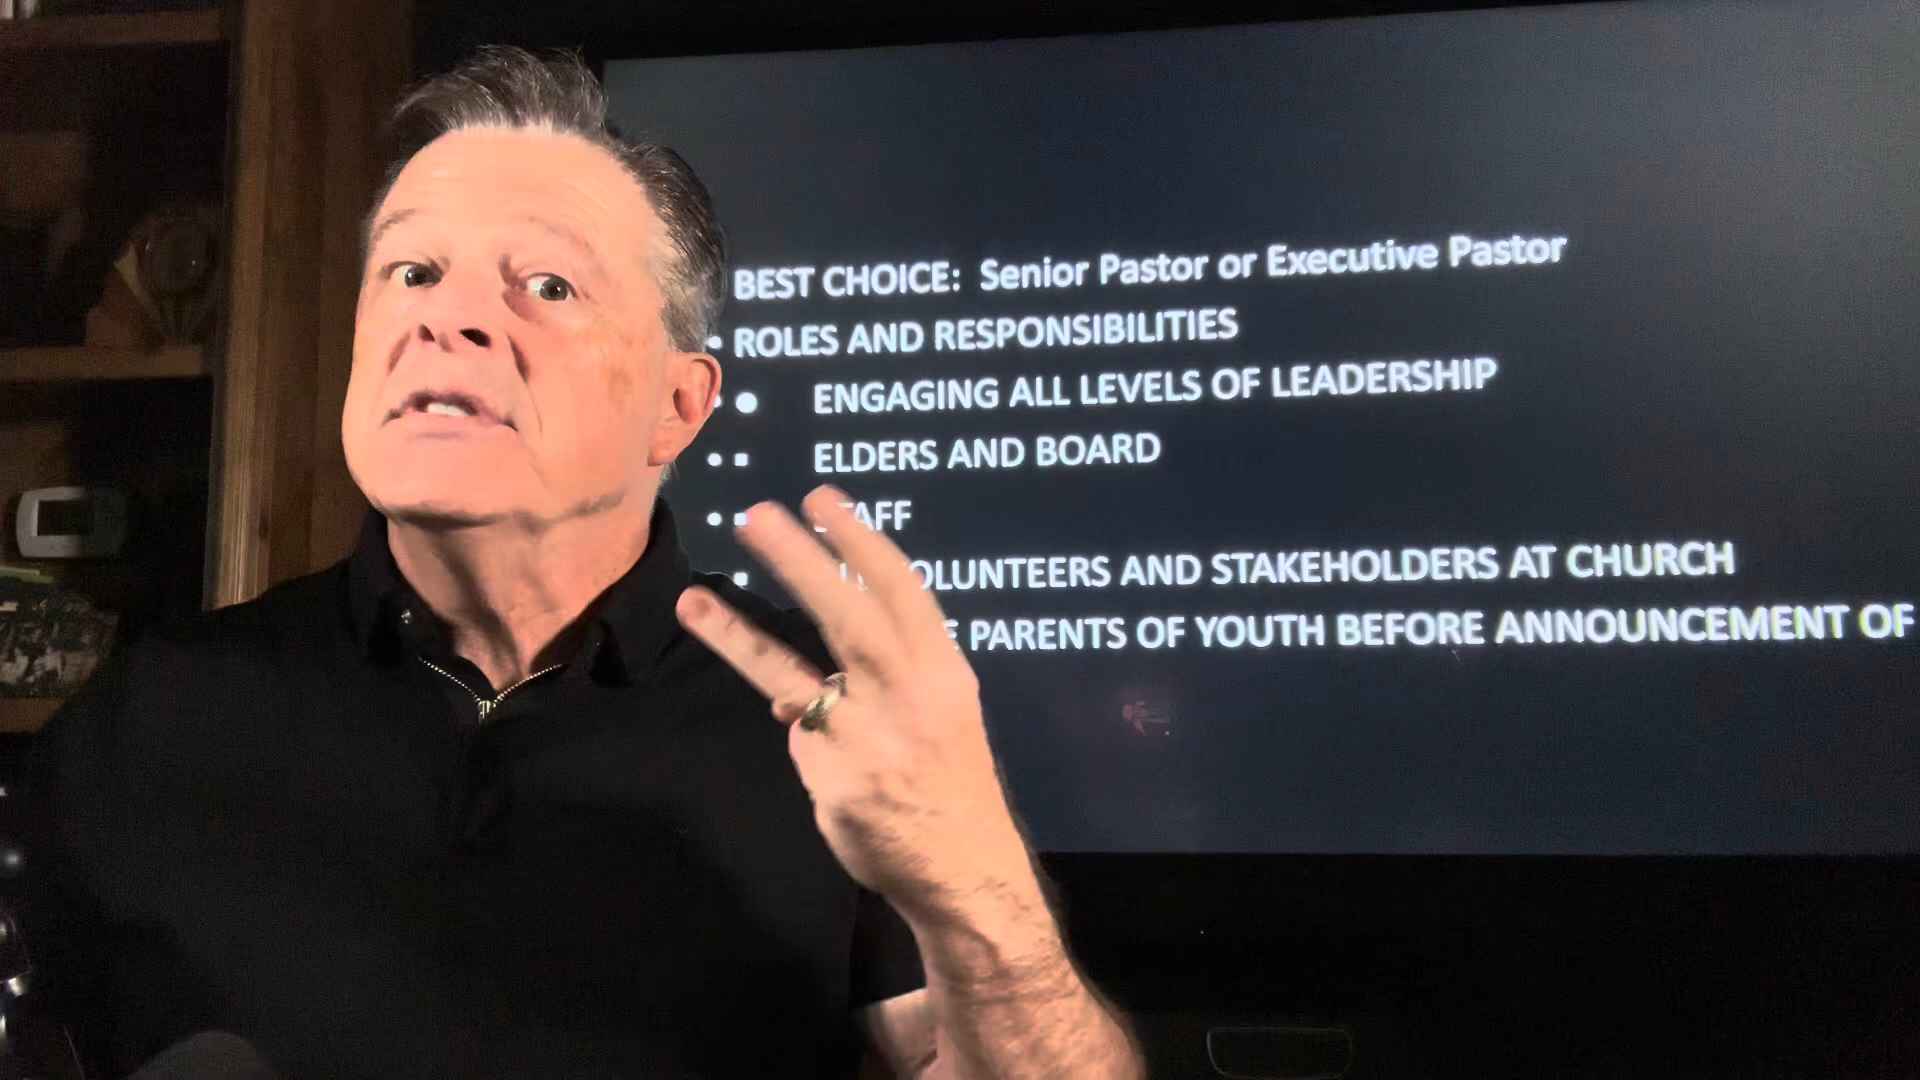 BEST CHOICE: Senior Pastor or Executive Pastor
• ROLES AND RESPONSIBILITIES
• ● ENGAGING ALL LEVELS OF LEADERSHIP
• ▪ ELDERS AND BOARD
• ▪ STAFF
▪ VOLUNTEERS AND STAKEHOLDERS AT CHURCH
PARENTS OF YOUTH BEFORE ANNOUNCEMENT OF